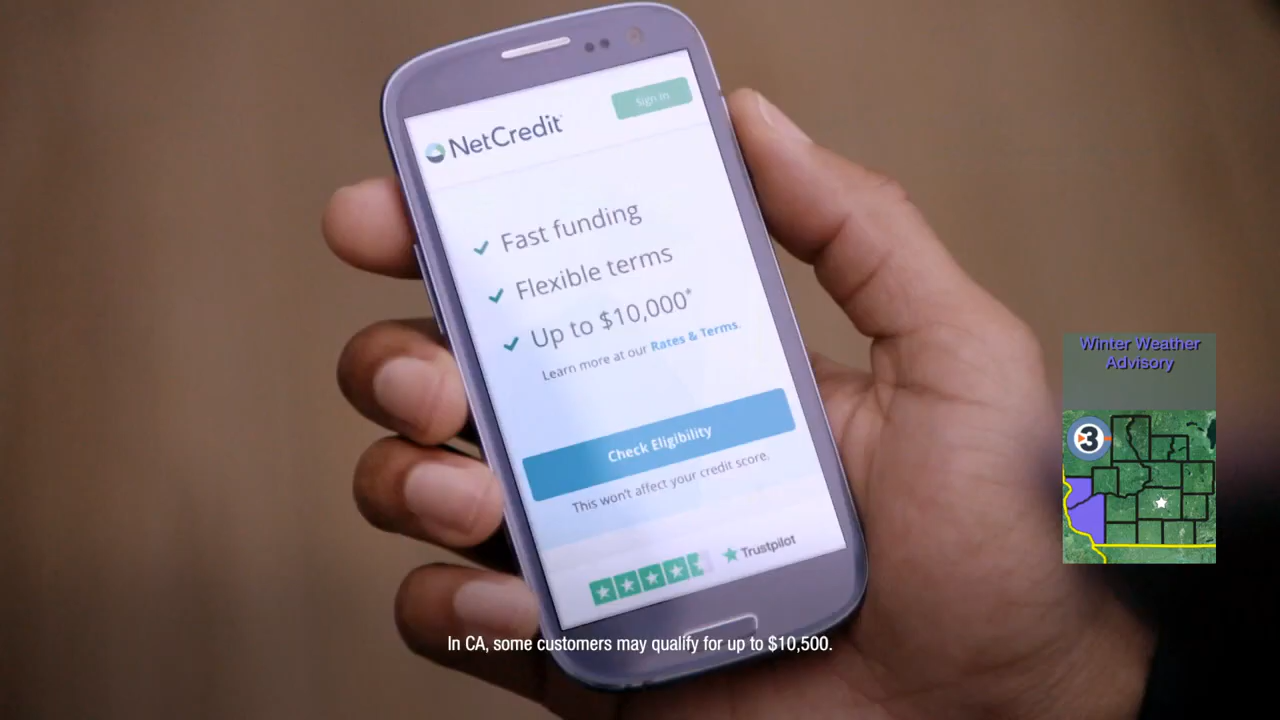 Sign In
NetCredit
Fast funding
Flexible terms
Up to $10,000*
Learn more at our Rates & Terms.
Check Eligibility
This won't affect your credit score.
Trustpilot
In CA, some customers may qualify for up to $10,500.
Winter Weather
Advisory
3